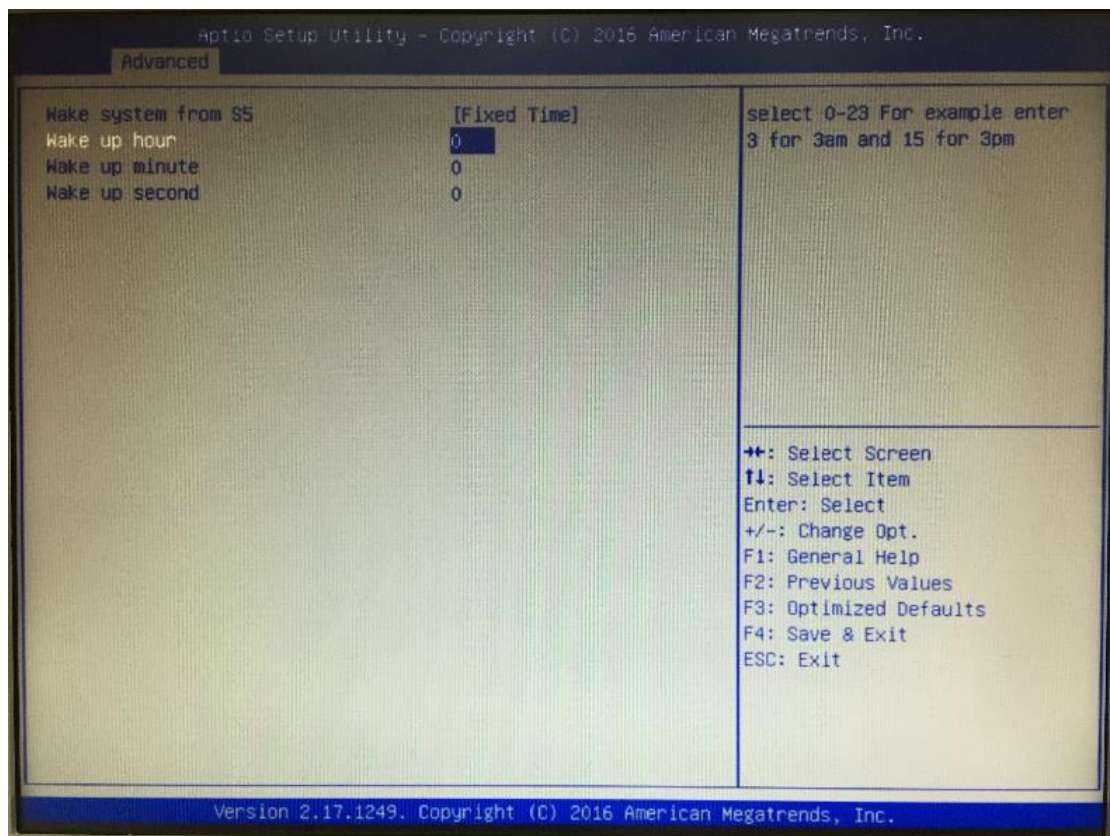 Aptio Setup Utility - Copyright (C) 2016 American Megatrends, Inc.
Advanced
Wake system from S5 [Fixed Time]
Wake up hour 0
Wake up minute 0
Wake up second 0
select 0-23 For example enter
3 for 3am and 15 for 3pm
→←: Select Screen
↑↓: Select Item
Enter: Select
+/-: Change Opt.
F1: General Help
F2: Previous Values
F3: Optimized Defaults
F4: Save & Exit
ESC: Exit
Version 2.17.1249. Copyright (C) 2016 American Megatrends, Inc.